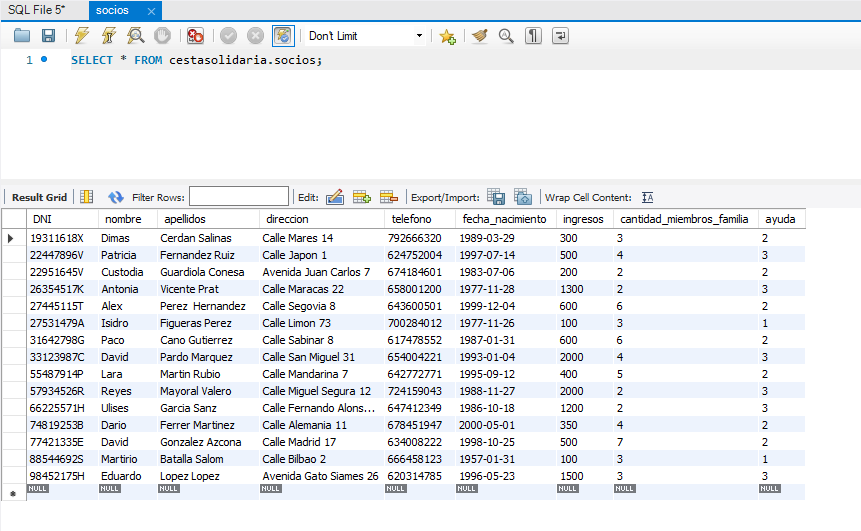 SQL File 5* socios
Don't Limit
1 SELECT * FROM cestasolidaria.socios;
Result Grid Filter Rows: Edit: Export/Import: Wrap Cell Content:
DNI nombre apellidos direccion telefono fecha_nacimiento ingresos cantidad_miembros_familia ayuda
19311618X Dimas Cerdan Salinas Calle Mares 14 792666320 1989-03-29 300 3 2
22447896V Patricia Fernandez Ruiz Calle Japon 1 624752004 1997-07-14 500 4 3
22951645V Custodia Guardiola Conesa Avenida Juan Carlos 7 674184601 1983-07-06 200 2 2
26354517K Antonia Vicente Prat Calle Maracas 22 658001200 1977-11-28 1300 2 3
27445115T Alex Perez Hernandez Calle Segovia 8 643600501 1999-12-04 600 6 2
27531479A Isidro Figueras Perez Calle Limon 73 700284012 1977-11-26 100 3 1
31642798G Paco Cano Gutierrez Calle Sabinar 8 617478552 1987-01-31 600 6 2
33123987C David Pardo Marquez Calle San Miguel 31 654004221 1993-01-04 2000 4 3
55487914P Lara Martin Rubio Calle Mandarina 7 642772771 1995-09-12 400 5 2
57934526R Reyes Mayoral Valero Calle Miguel Segura 12 724159043 1988-11-27 2000 2 3
66225571H Ulises Garcia Sanz Calle Fernando Alons... 647412349 1986-10-18 1200 2 3
74819253B Dario Ferrer Martinez Calle Alemania 11 678451947 2000-05-01 350 4 2
77421335E David Gonzalez Azcona Calle Madrid 17 634008222 1998-10-25 500 7 2
88544692S Martirio Batalla Salom Calle Bilbao 2 666458123 1957-01-31 100 3 1
98452175H Eduardo Lopez Lopez Avenida Gato Siames 26 620314785 1996-05-23 1500 3 3
NULL NULL NULL NULL NULL NULL NULL NULL NULL